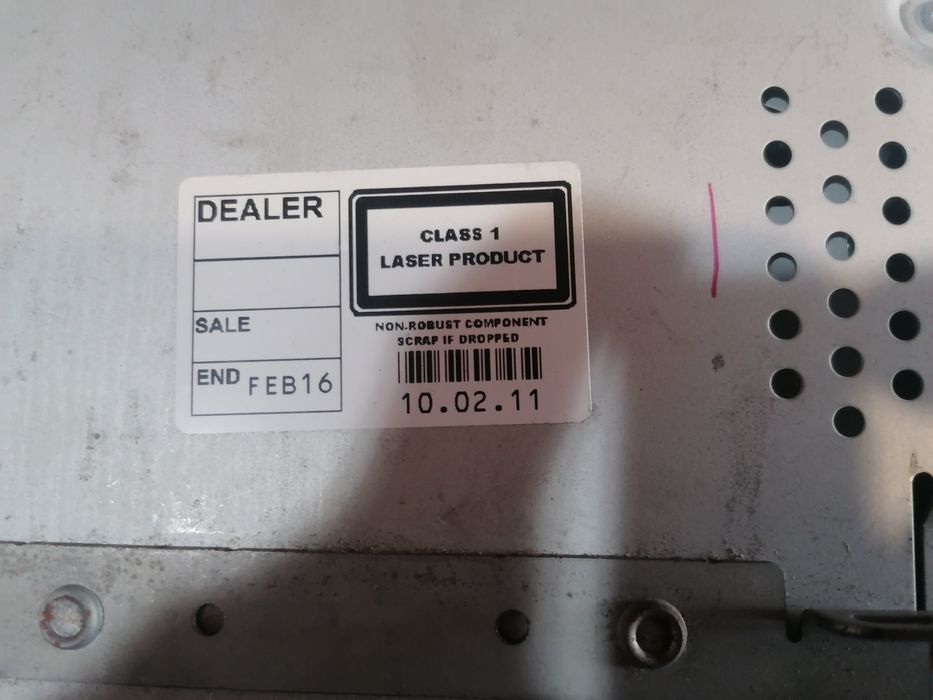 DEALER
SALE
END FEB16
CLASS 1
LASER PRODUCT
NON-ROBUST COMPONENT
SCRAP IF DROPPED
10.02.11